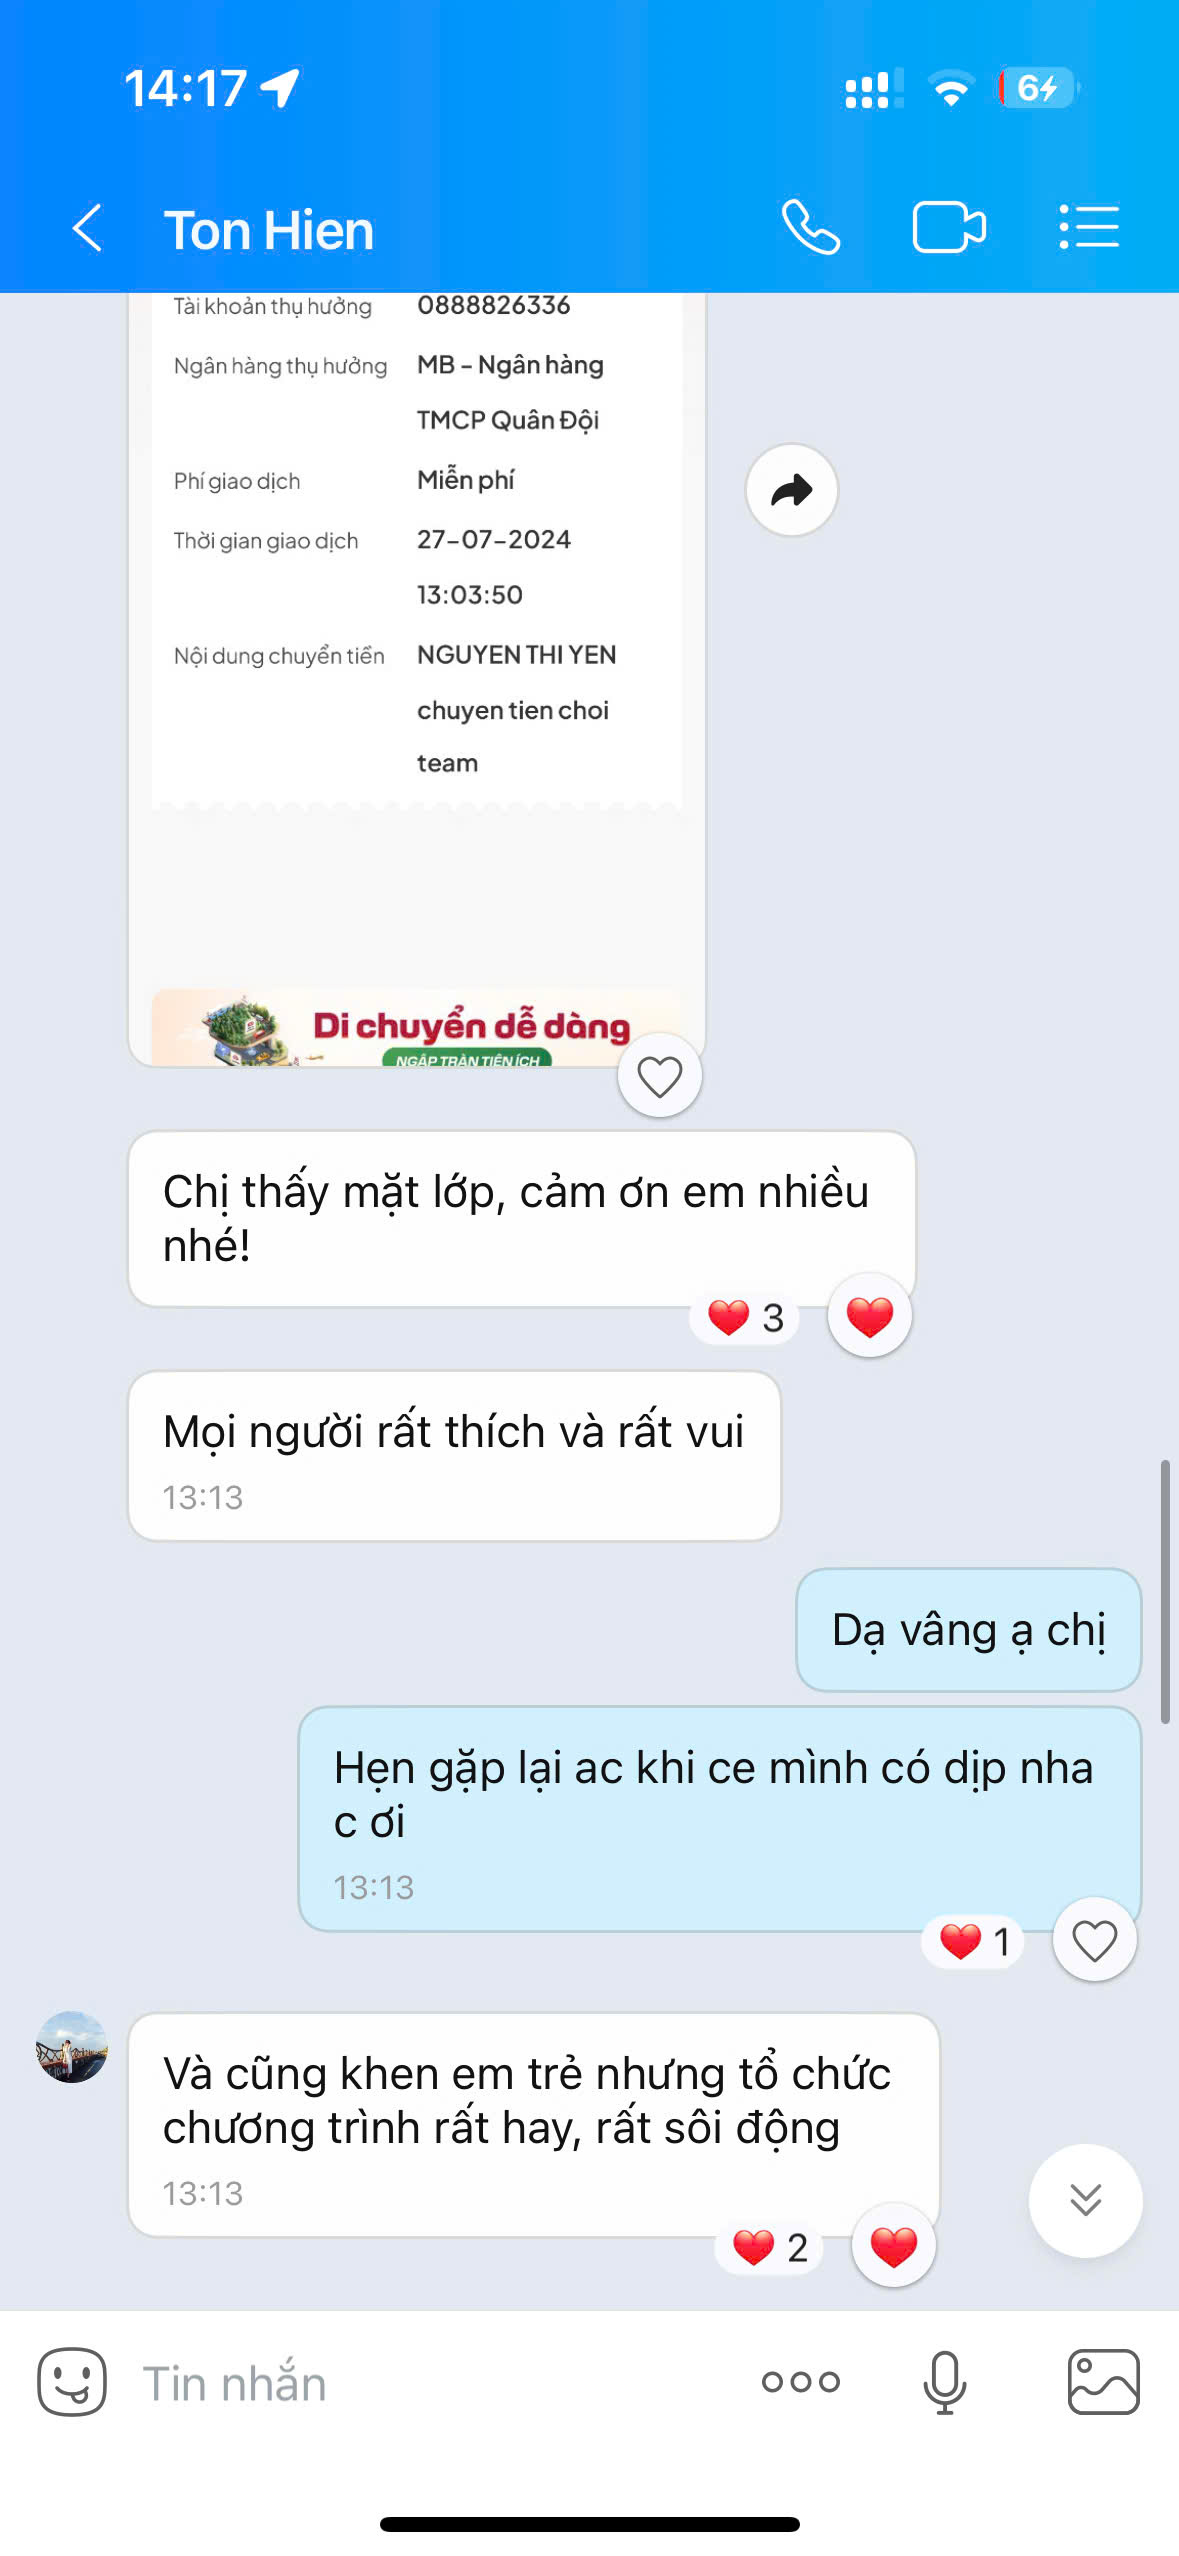 14:17
6
Ton Hien
Tài khoản thụ hưởng 0888826336
Ngân hàng thụ hưởng MB – Ngân hàng
TMCP Quân Đội
Phí giao dịch Miễn phí
Thời gian giao dịch 27-07-2024
13:03:50
Nội dung chuyển tiền NGUYEN THI YEN
chuyen tien choi
team
Di chuyển dễ dàng
NGẬP TRÀN TIỆN ÍCH
Chị thấy mặt lớp, cảm ơn em nhiều
nhé!
3
Mọi người rất thích và rất vui
13:13
Dạ vâng ạ chị
Hẹn gặp lại ac khi ce mình có dịp nha
c ơi
13:13
1
Và cũng khen em trẻ nhưng tổ chức
chương trình rất hay, rất sôi động
13:13
2
Tin nhắn